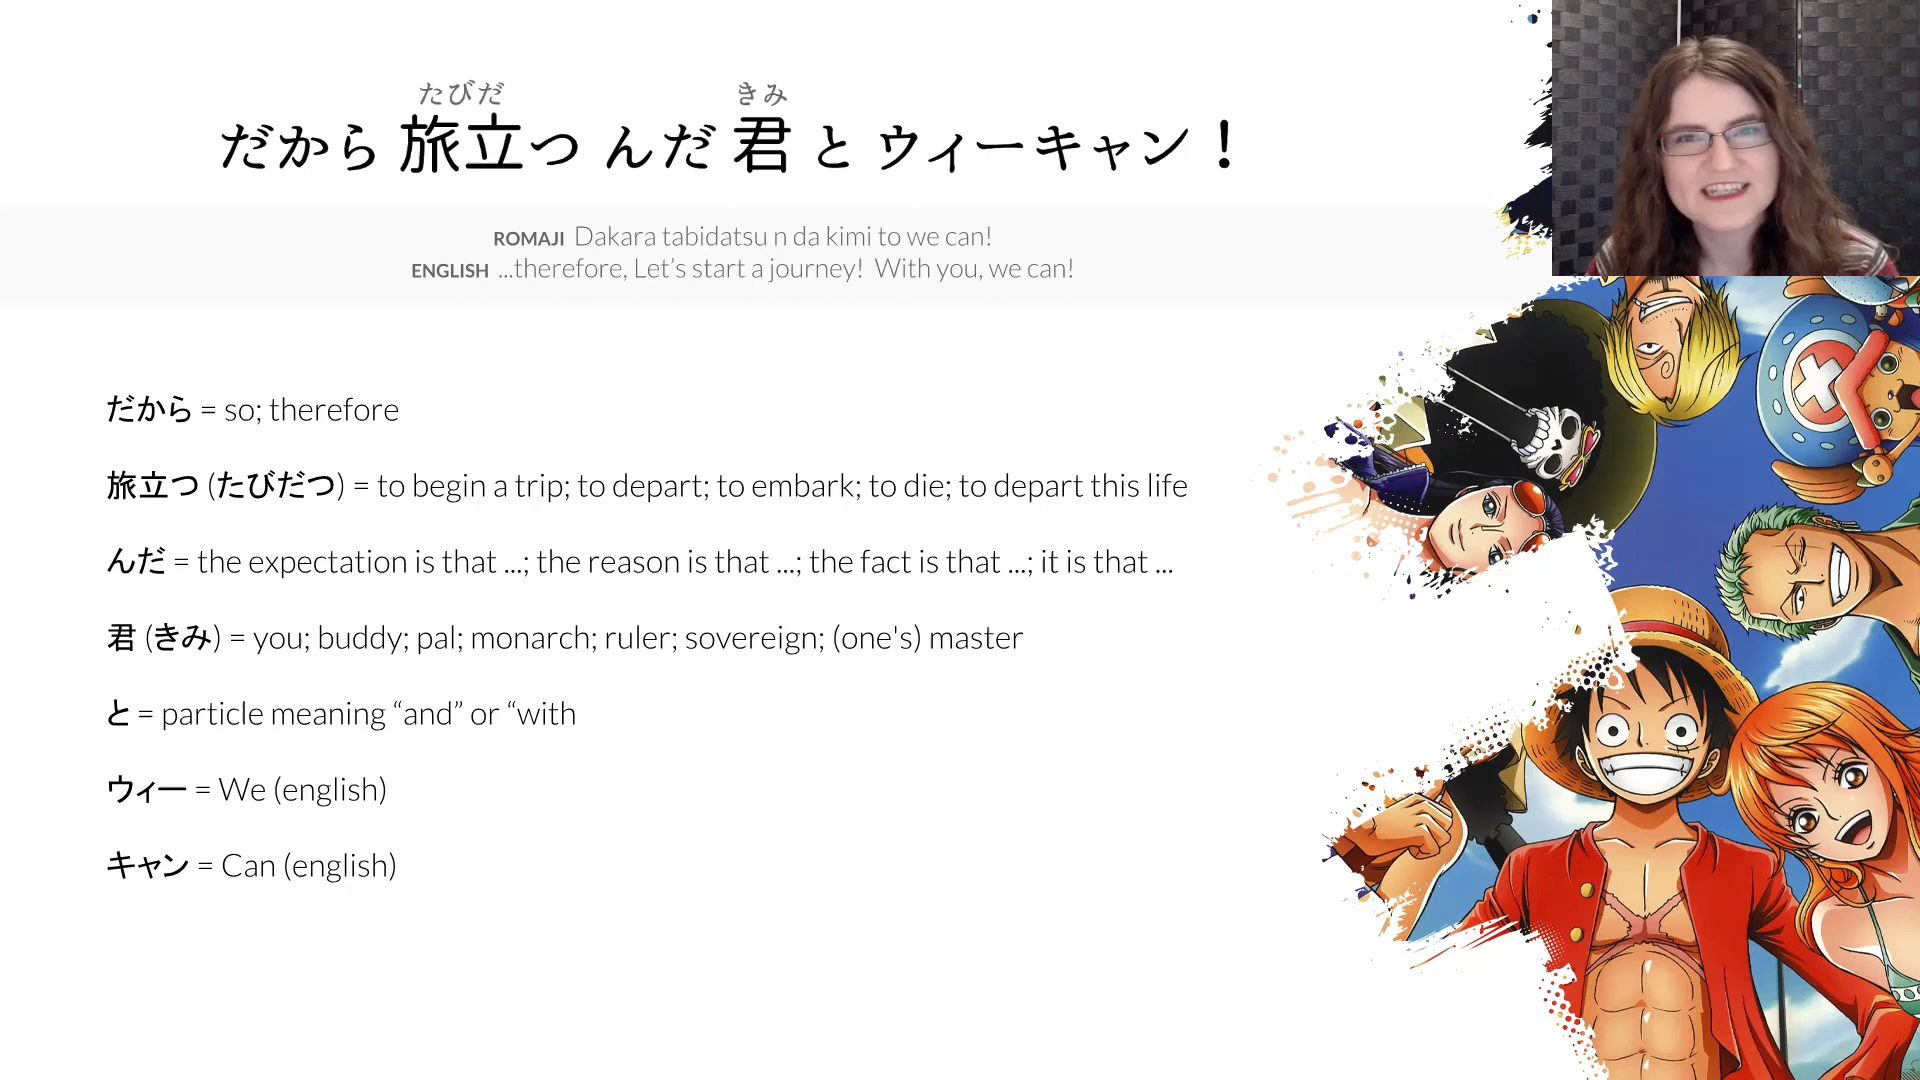 たびだ きみ
だから 旅立つ んだ 君 と ウィーキャン！
ROMAJI Dakara tabidatsu n da kimi to we can!
ENGLISH ...therefore, Let’s start a journey! With you, we can!
だから = so; therefore
旅立つ (たびだつ) = to begin a trip; to depart; to embark; to die; to depart this life
んだ = the expectation is that ...; the reason is that ...; the fact is that ...; it is that ...
君 (きみ) = you; buddy; pal; monarch; ruler; sovereign; (one's) master
と = particle meaning “and” or “with
ウィー = We (english)
キャン = Can (english)